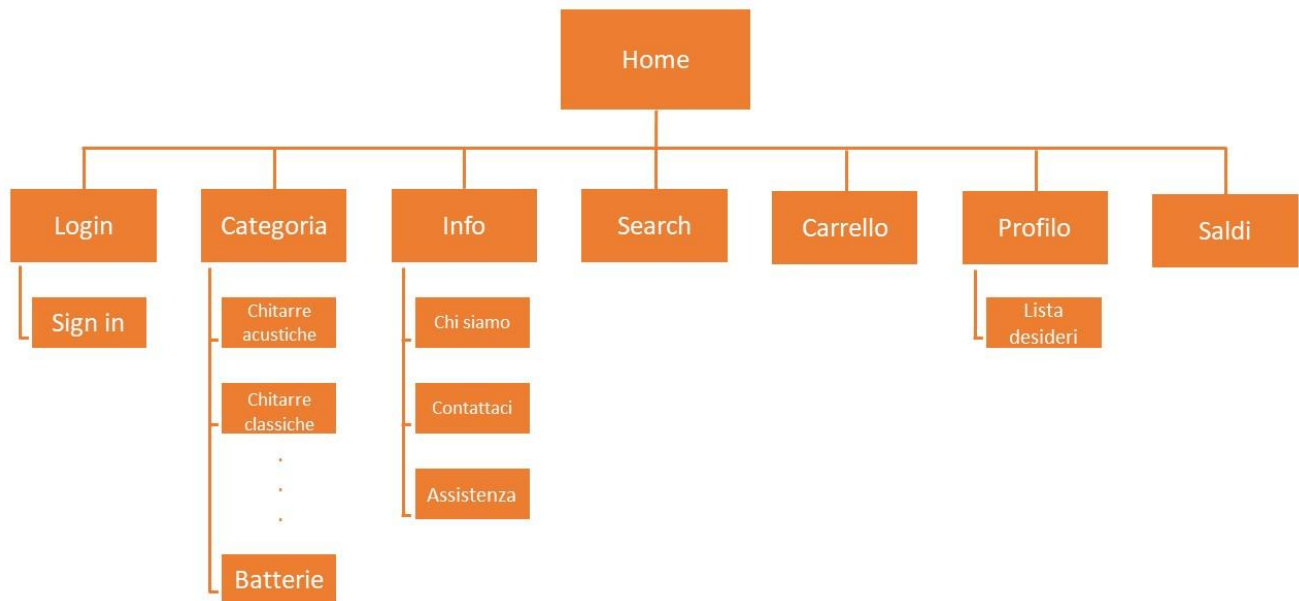 Home
Login
Categoria
Info
Search
Carrello
Profilo
Saldi
Sign in
Chitarre
acustiche
Chitarre
classiche
.
.
.
Batterie
Chi siamo
Contattaci
Assistenza
Lista
desideri